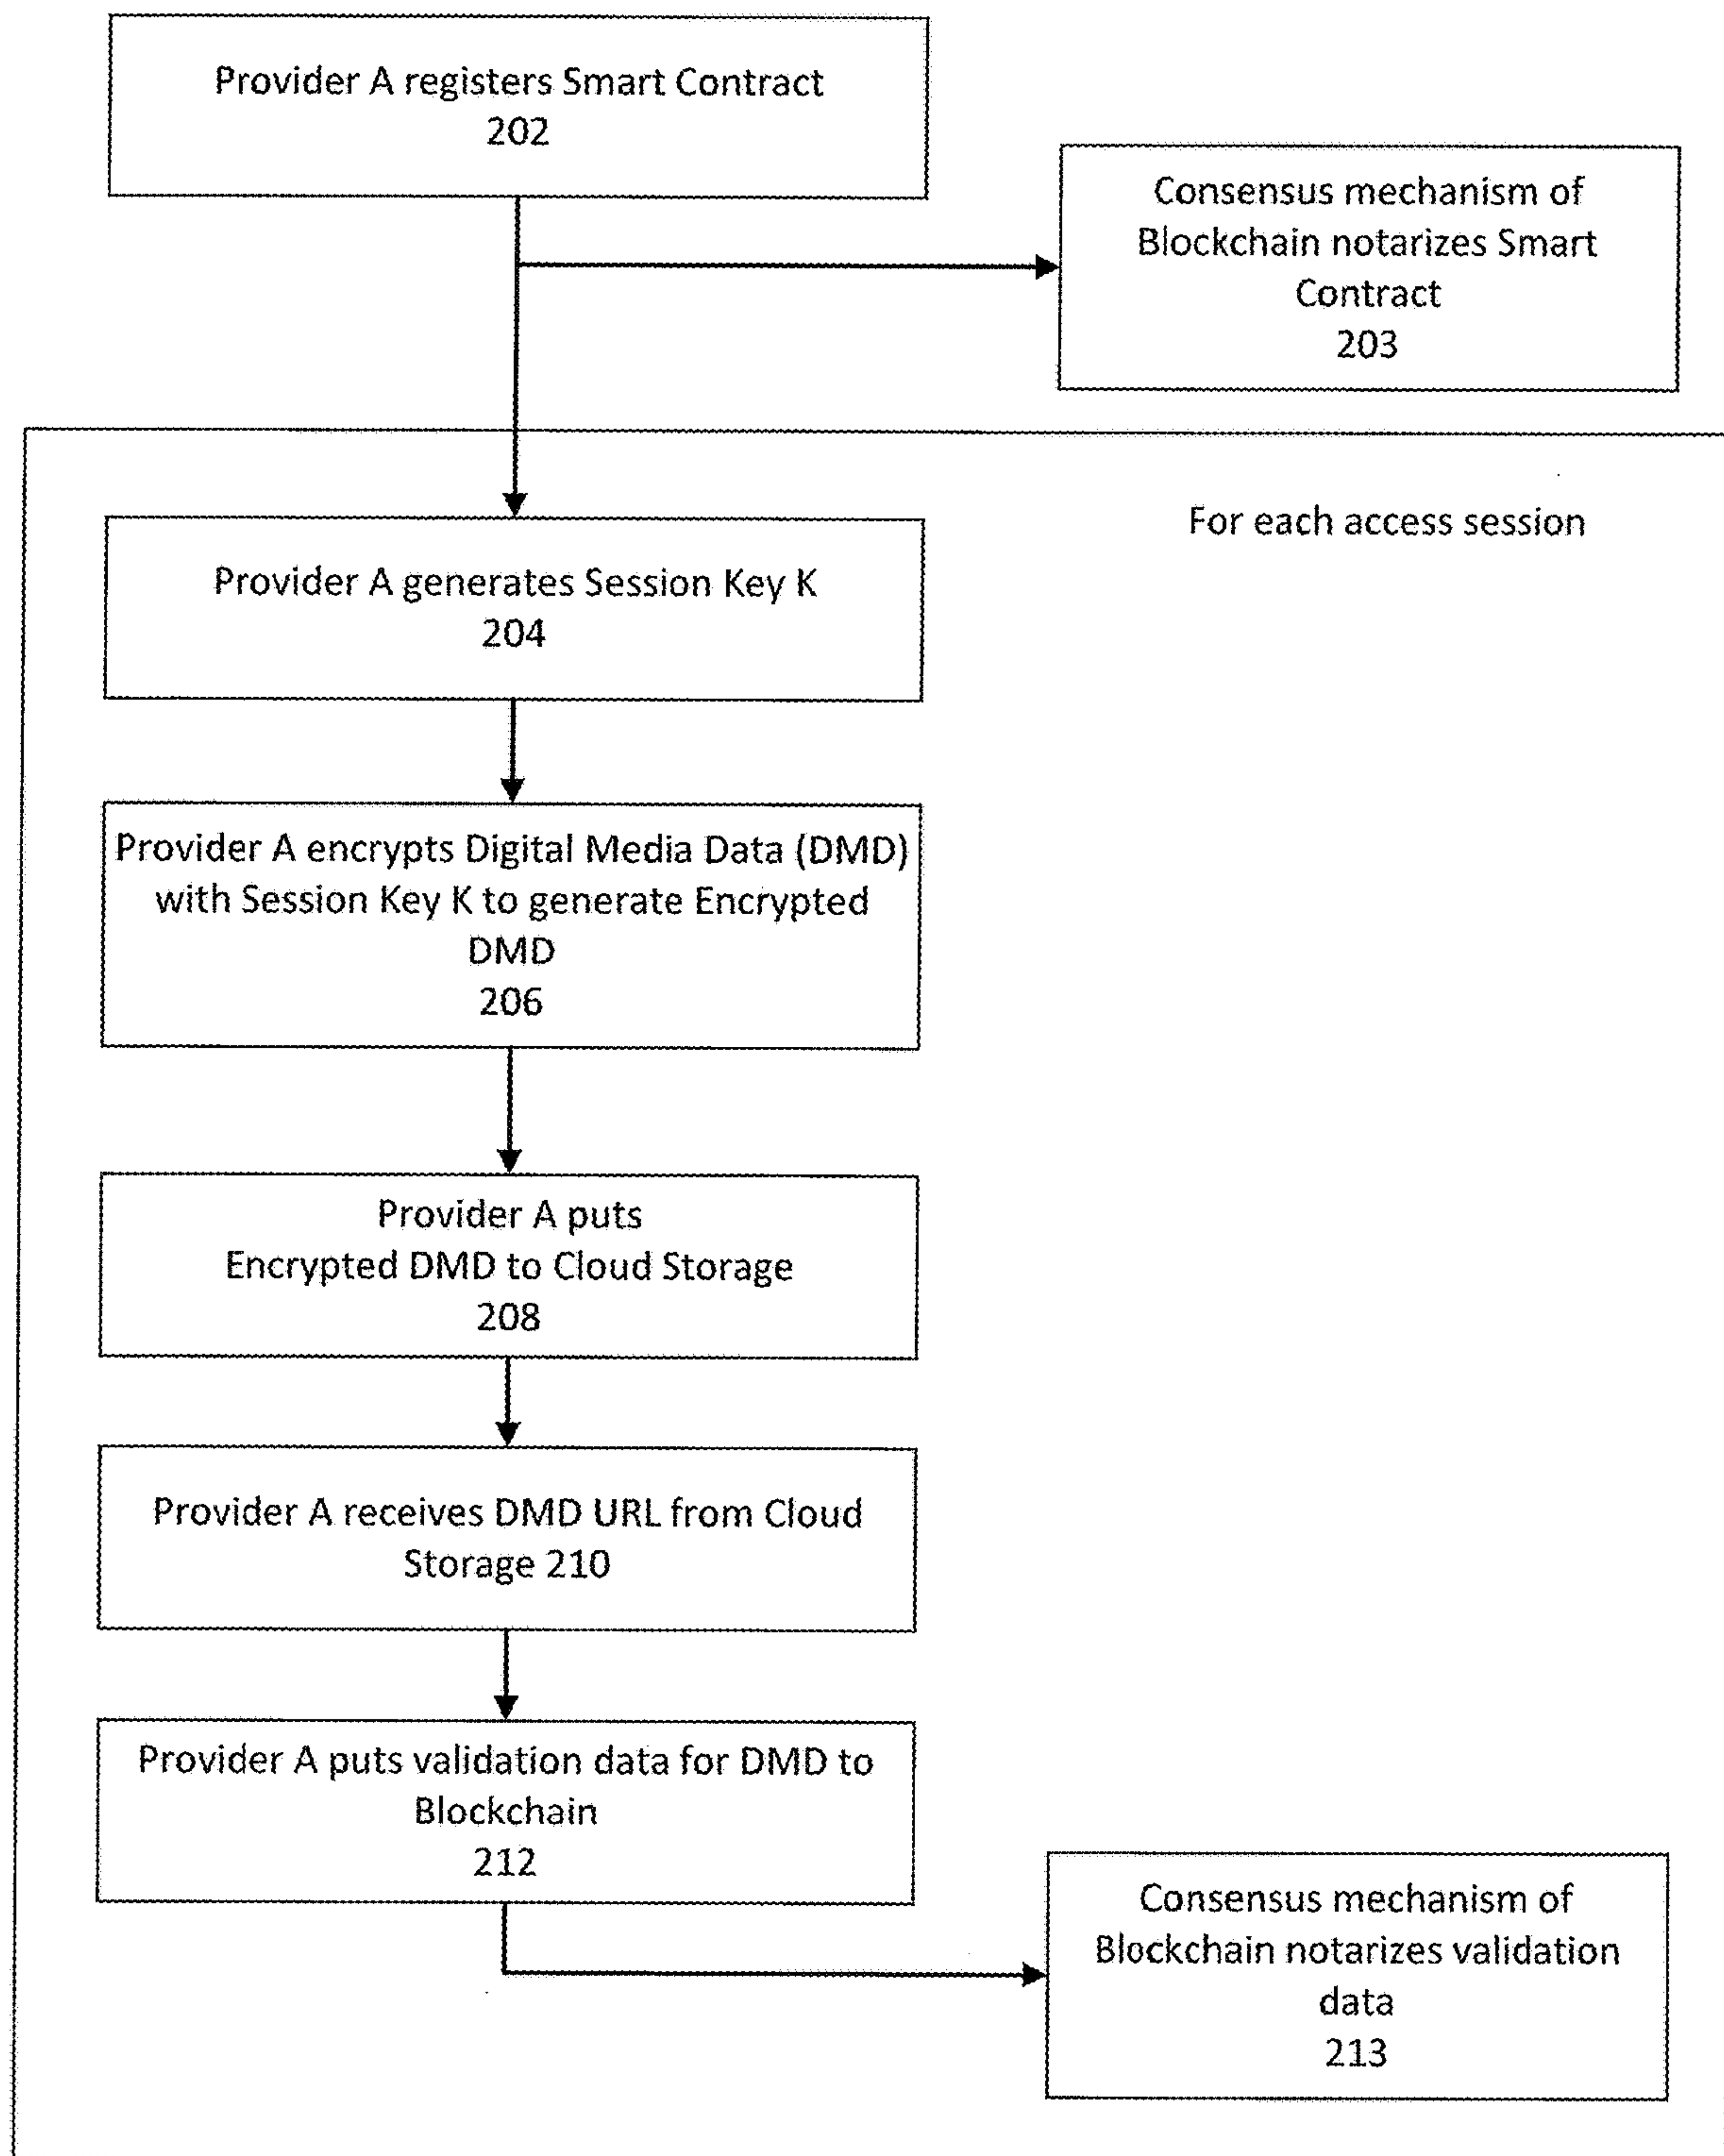 Provider A registers Smart Contract
202
Consensus mechanism of
Blockchain notarizes Smart
Contract
203
For each access session
Provider A generates Session Key K
204
Provider A encrypts Digital Media Data (DMD)
with Session Key K to generate Encrypted
DMD
206
Provider A puts
Encrypted DMD to Cloud Storage
208
Provider A receives DMD URL from Cloud
Storage 210
Provider A puts validation data for DMD to
Blockchain
212
Consensus mechanism of
Blockchain notarizes validation
data
213